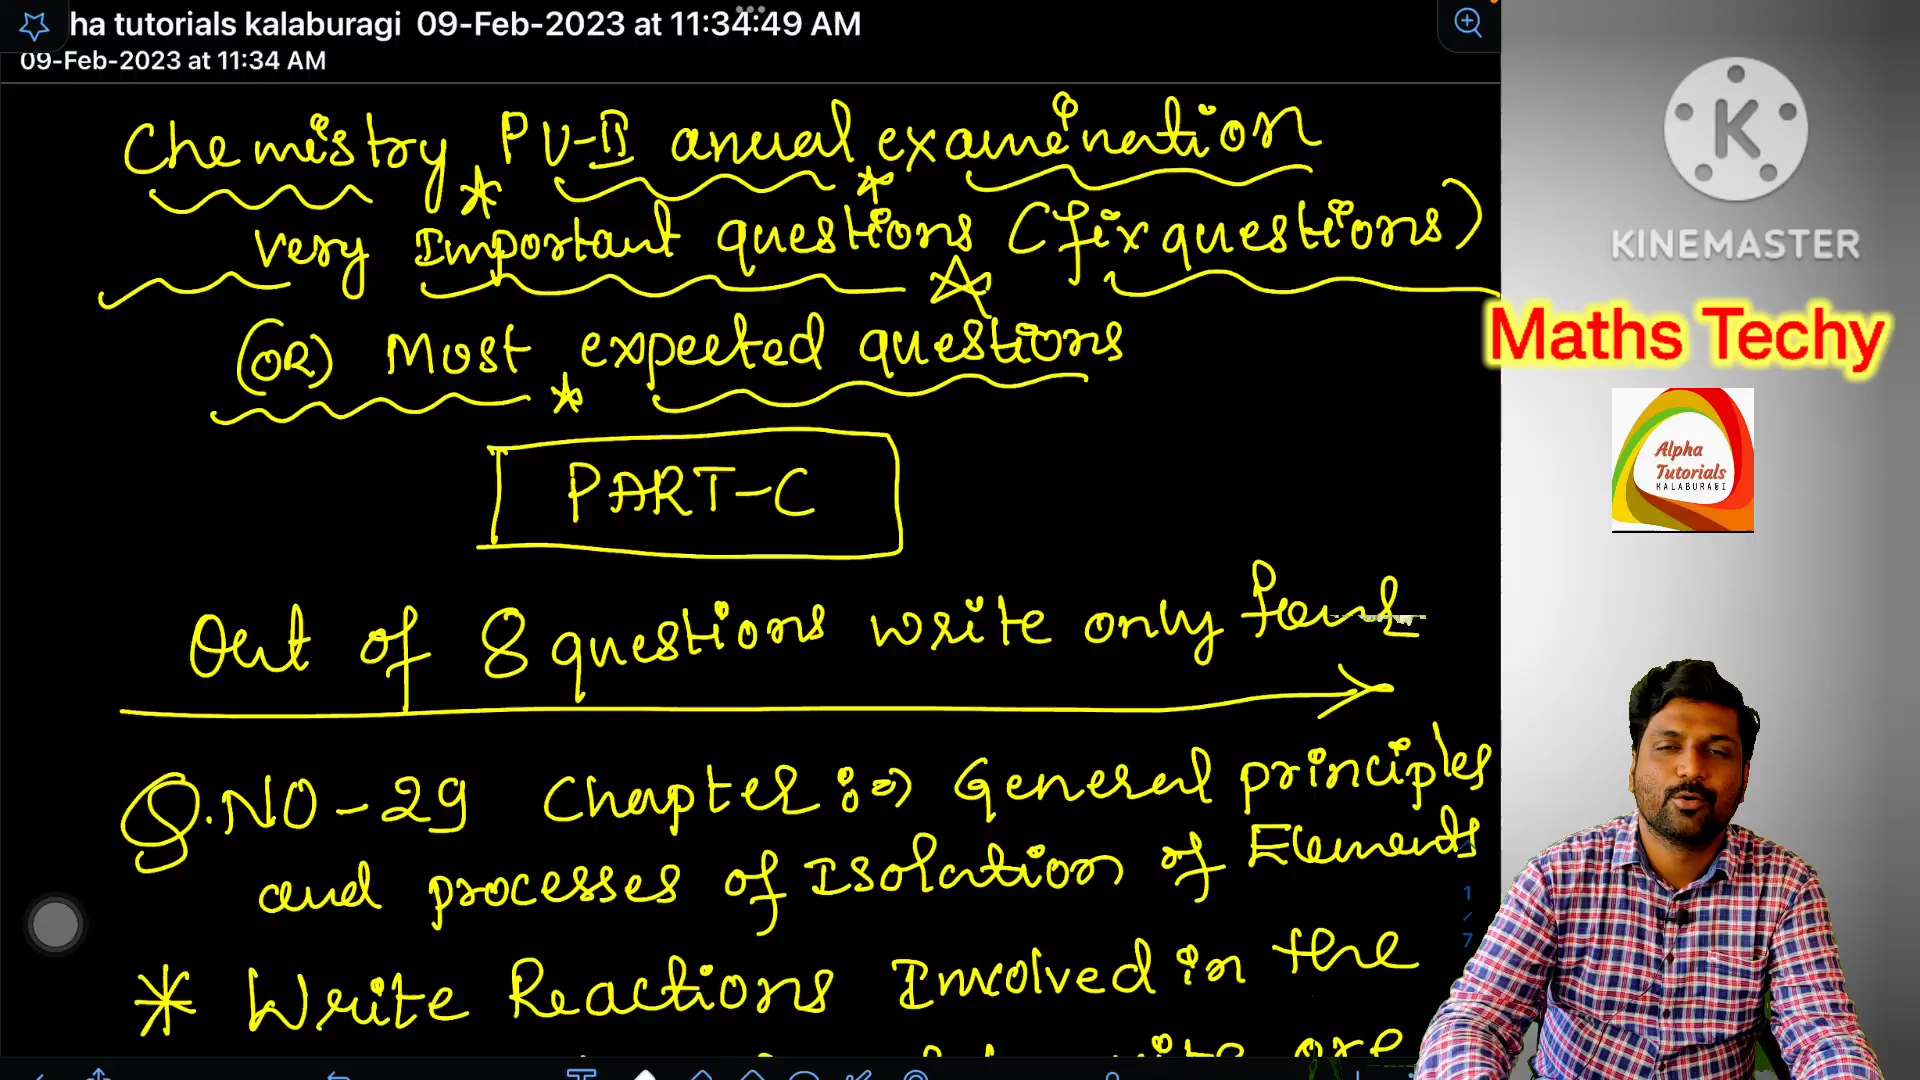 ha tutorials kalaburagi 09-Feb-2023 at 11:34:49 AM
09-Feb-2023 at 11:34 AM
Chemistry PU-II anual examination
very Important questions (fix questions)
(OR) Most expected questions
PART-C
Out of 8 questions write only four
Q.NO-29 Chapter :=> General principles
and processes of Isolation of Elements
* Write Reactions Involved in the
ore
1
/
7
KINEMASTER
Maths Techy
Alpha
Tutorials
KALABURAGI